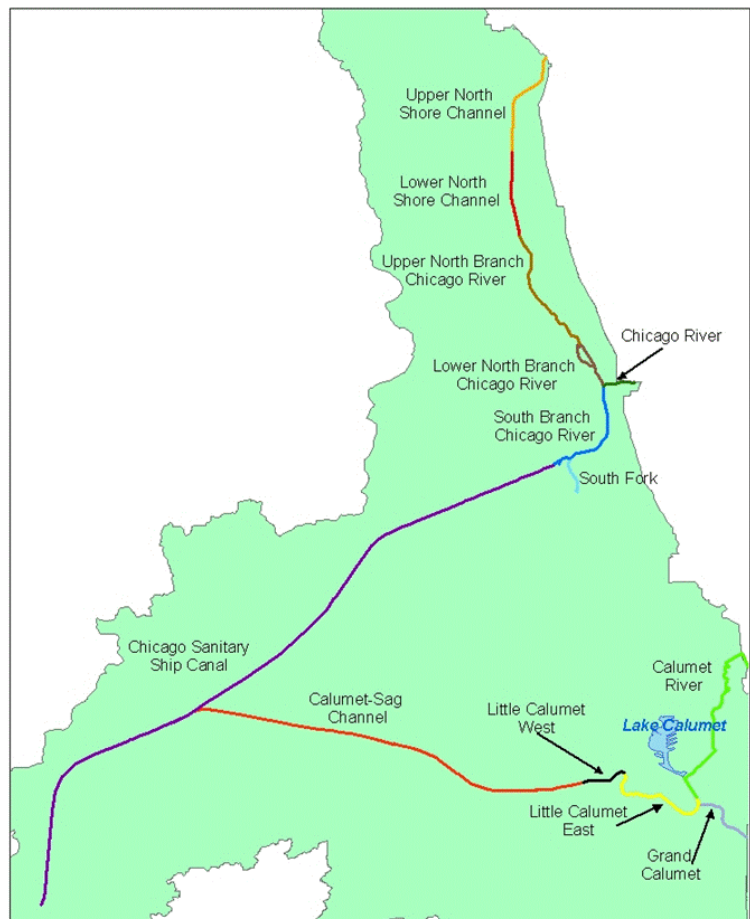 Upper North
Shore Channel
Lower North
Shore Channel
Upper North Branch
Chicago River
Chicago River
Lower North Branch
Chicago River
South Branch
Chicago River
South Fork
Chicago Sanitary
Ship Canal
Calumet
River
Calumet-Sag
Channel
Little Calumet
West
Lake Calumet
Little Calumet
East
Grand
Calumet